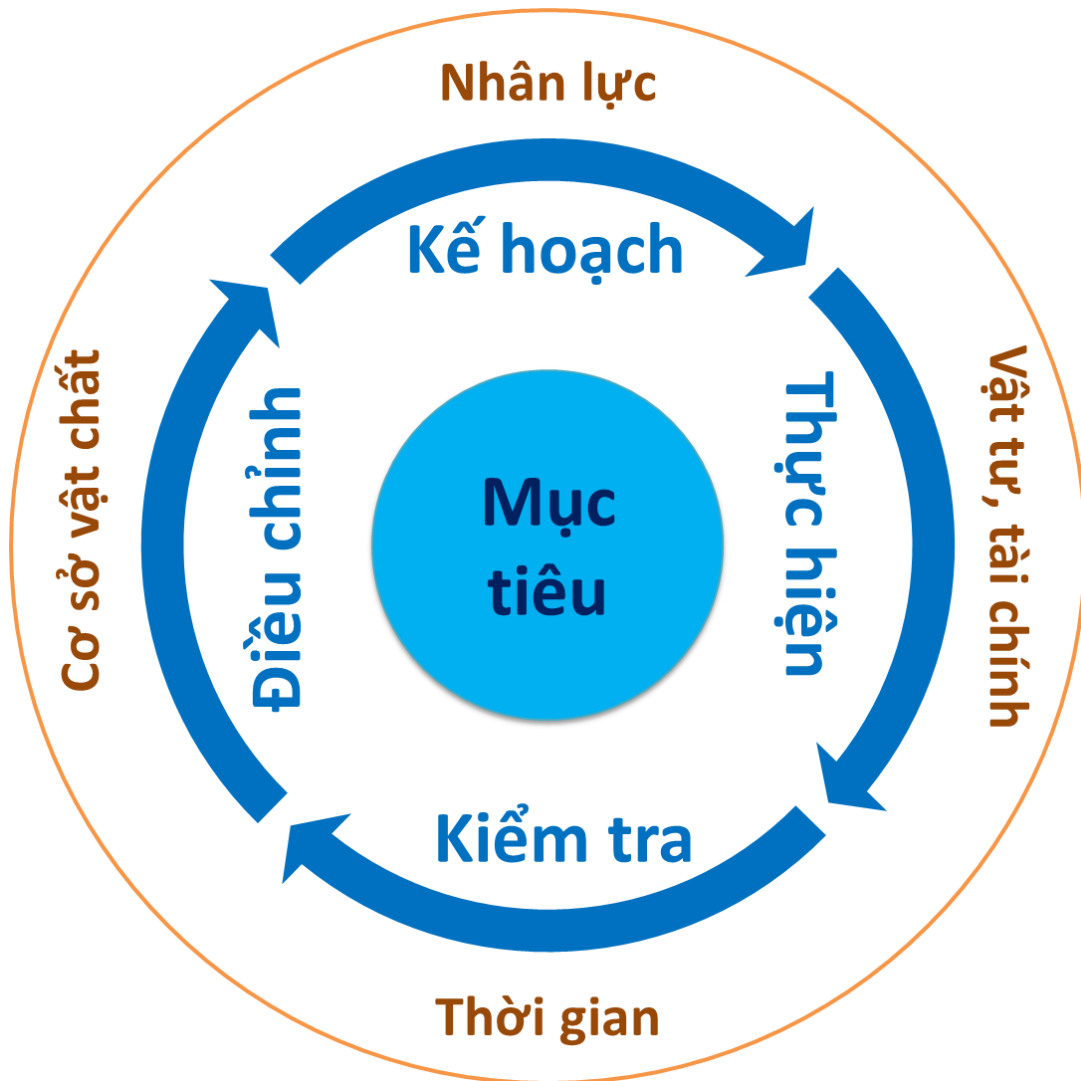 Nhân lực
Kế hoạch
Thực hiện
Vật tư, tài chính
Mục
tiêu
Điều chỉnh
Cơ sở vật chất
Kiểm tra
Thời gian